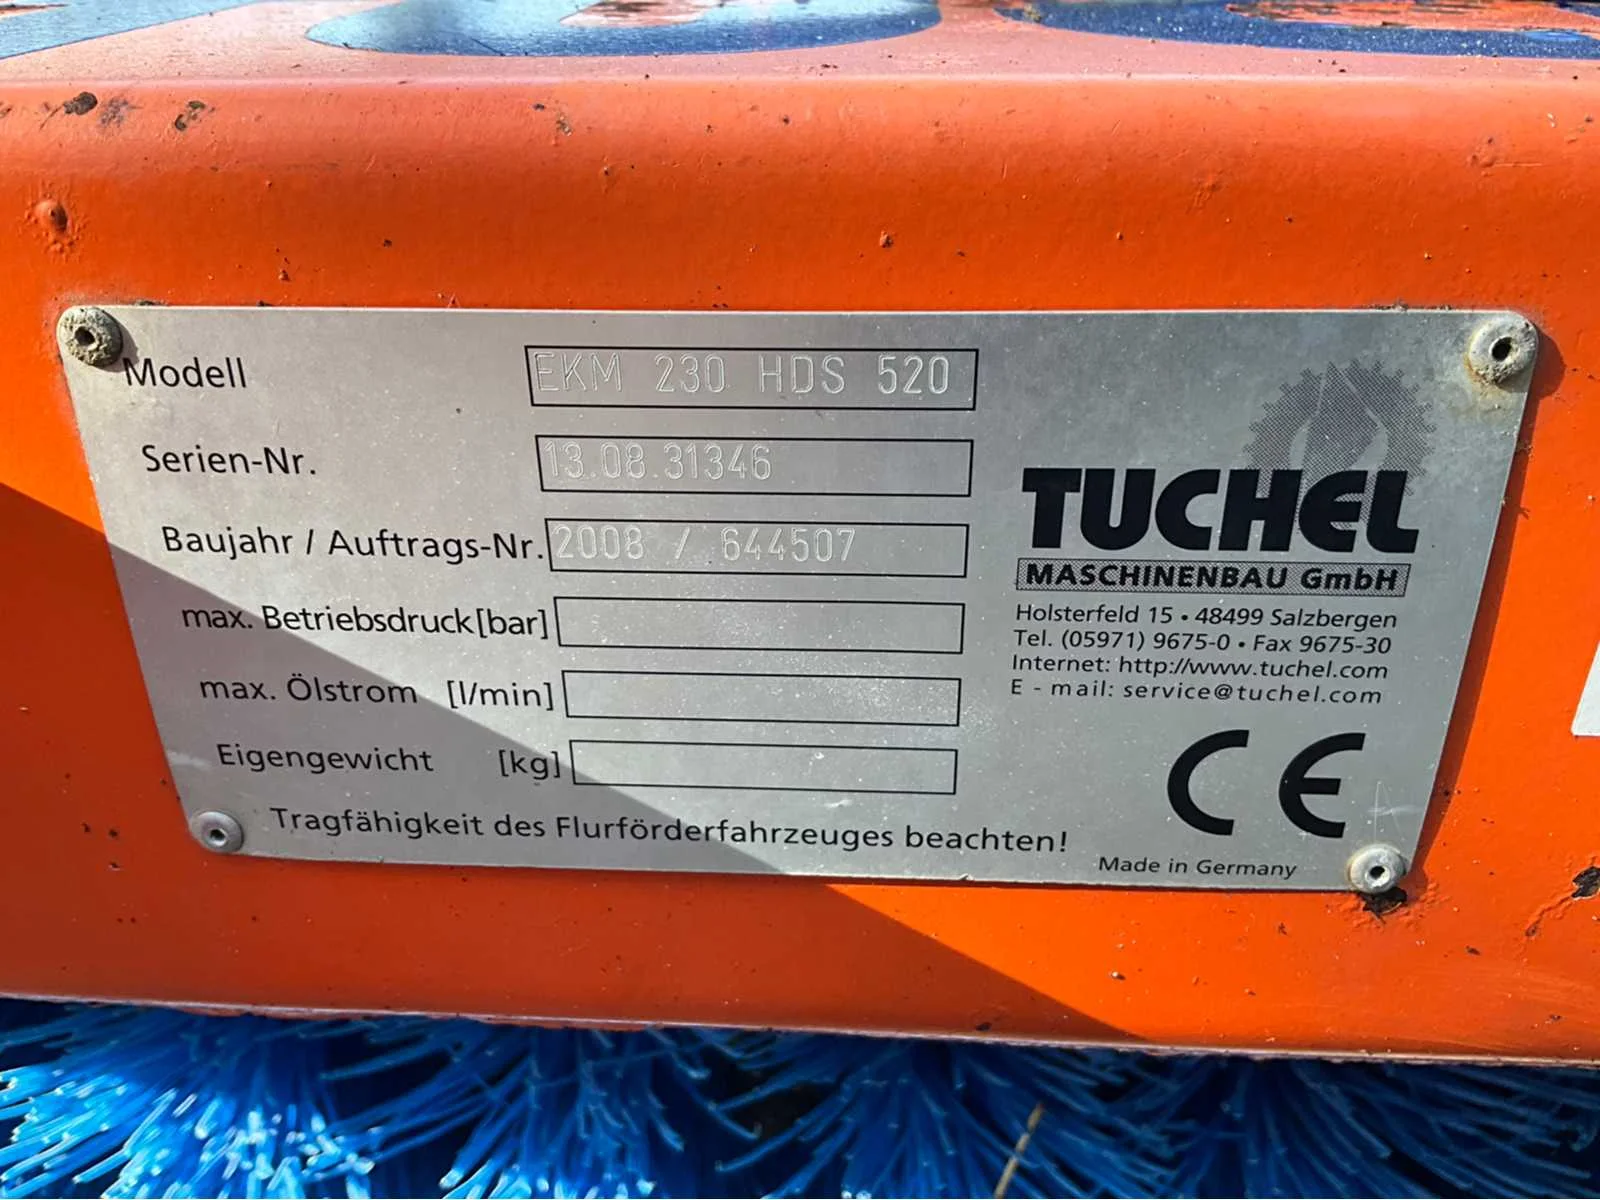 Modell EKM 230 HDS 520
Serien-Nr. 13.08.31346
Baujahr / Auftrags-Nr. 2008 / 644507
max. Betriebsdruck[bar]
max. Ölstrom [l/min]
Eigengewicht [kg]
Tragfähigkeit des Flurförderfahrzeuges beachten!
TUCHEL
MASCHINENBAU GmbH
Holsterfeld 15 • 48499 Salzbergen
Tel. (05971) 9675-0 • Fax 9675-30
Internet: http://www.tuchel.com
E - mail: service@tuchel.com
CE
Made in Germany